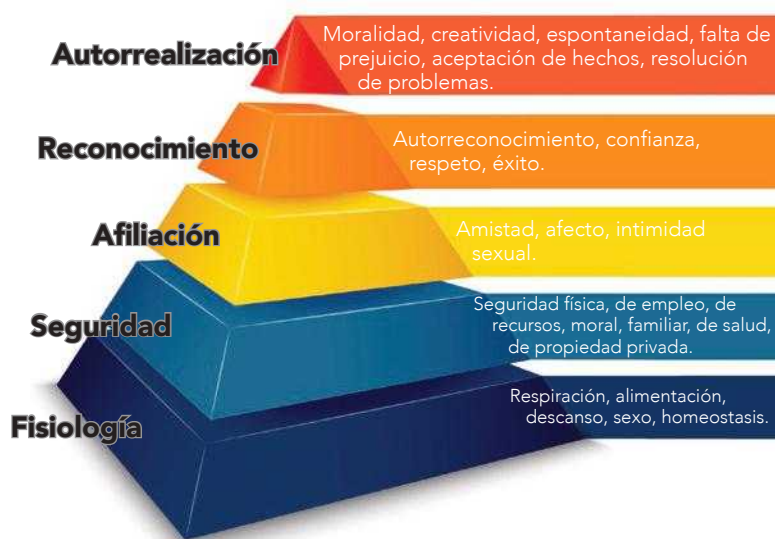 Autorrealización
Moralidad, creatividad, espontaneidad, falta de
prejuicio, aceptación de hechos, resolución
de problemas.
Reconocimiento
Autorreconocimiento, confianza,
respeto, éxito.
Afiliación
Amistad, afecto, intimidad
sexual.
Seguridad
Seguridad física, de empleo, de
recursos, moral, familiar, de salud,
de propiedad privada.
Fisiología
Respiración, alimentación,
descanso, sexo, homeostasis.